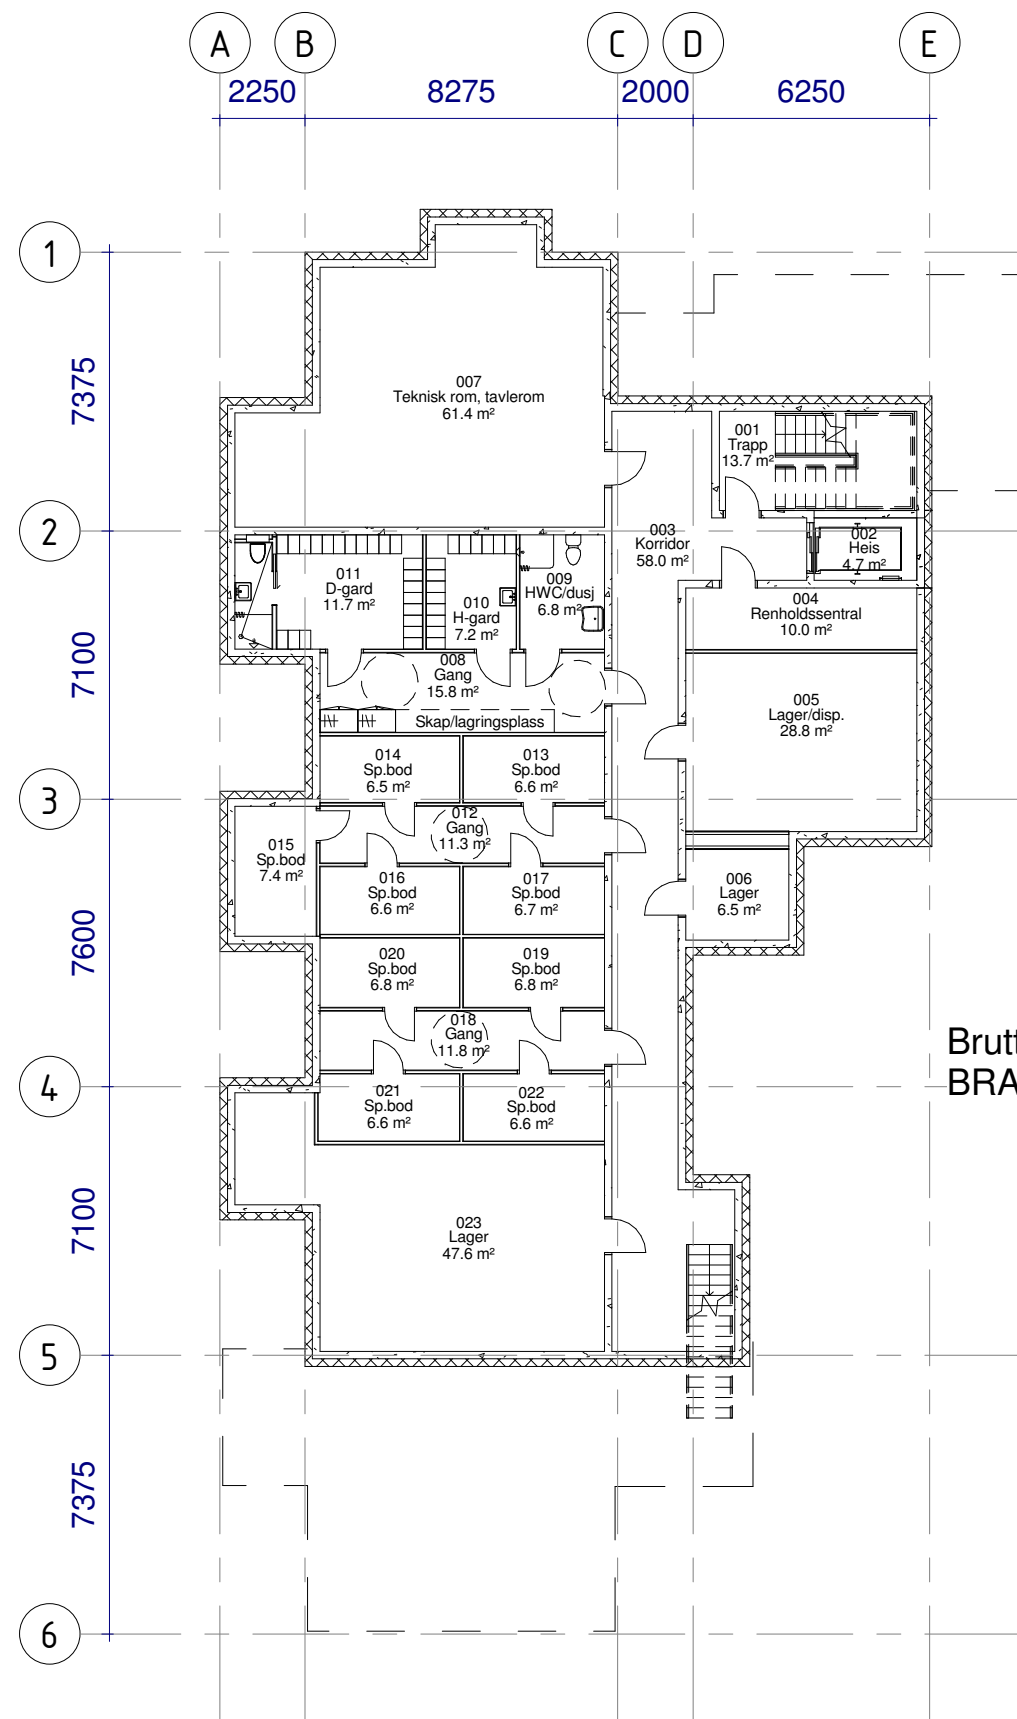 A B C D E
2250 8275 2000 6250
1
7375
007
Teknisk rom, tavlerom
61.4 m²
001
Trapp
13.7 m²
2
003
Korridor
58.0 m²
002
Heis
4.7 m²
011
D-gard
11.7 m²
010
H-gard
7.2 m²
009
HWC/dusj
6.8 m²
004
Renholdssentral
10.0 m²
7100
008
Gang
15.8 m²
Skap/lagringsplass
005
Lager/disp.
28.8 m²
014
Sp.bod
6.5 m²
013
Sp.bod
6.6 m²
3
012
Gang
11.3 m²
015
Sp.bod
7.4 m²
016
Sp.bod
6.6 m²
017
Sp.bod
6.7 m²
006
Lager
6.5 m²
7600
020
Sp.bod
6.8 m²
019
Sp.bod
6.8 m²
018
Gang
11.8 m²
Brutt
BRA
4
021
Sp.bod
6.6 m²
022
Sp.bod
6.6 m²
7100
023
Lager
47.6 m²
5
7375
6